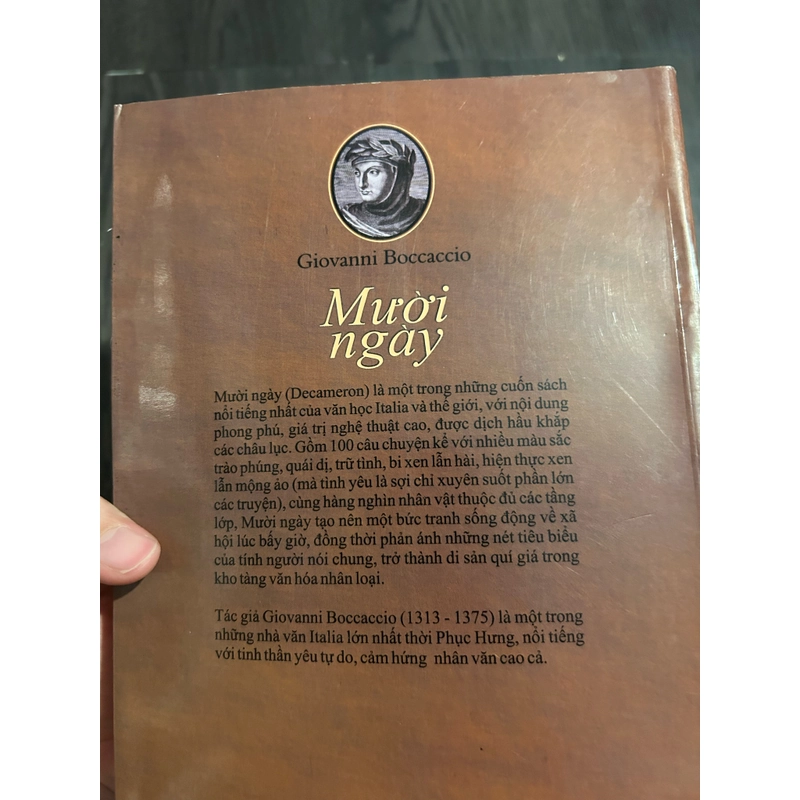 Giovanni Boccaccio
Mười
ngày
Mười ngày (Decameron) là một trong những cuốn sách
nổi tiếng nhất của văn học Italia và thế giới, với nội dung
phong phú, giá trị nghệ thuật cao, được dịch hầu khắp
các châu lục. Gồm 100 câu chuyện kể với nhiều màu sắc
trào phúng, quái dị, trữ tình, bi xen lẫn hài, hiện thực xen
lẫn mộng ảo (mà tình yêu là sợi chỉ xuyên suốt phần lớn
các truyện), cùng hàng nghìn nhân vật thuộc đủ các tầng
lớp, Mười ngày tạo nên một bức tranh sống động về xã
hội lúc bấy giờ, đồng thời phản ánh những nét tiêu biểu
của tính người nói chung, trở thành di sản quí giá trong
kho tàng văn hóa nhân loại.
Tác giả Giovanni Boccaccio (1313 - 1375) là một trong
những nhà văn Italia lớn nhất thời Phục Hưng, nổi tiếng
với tinh thần yêu tự do, cảm hứng nhân văn cao cả.